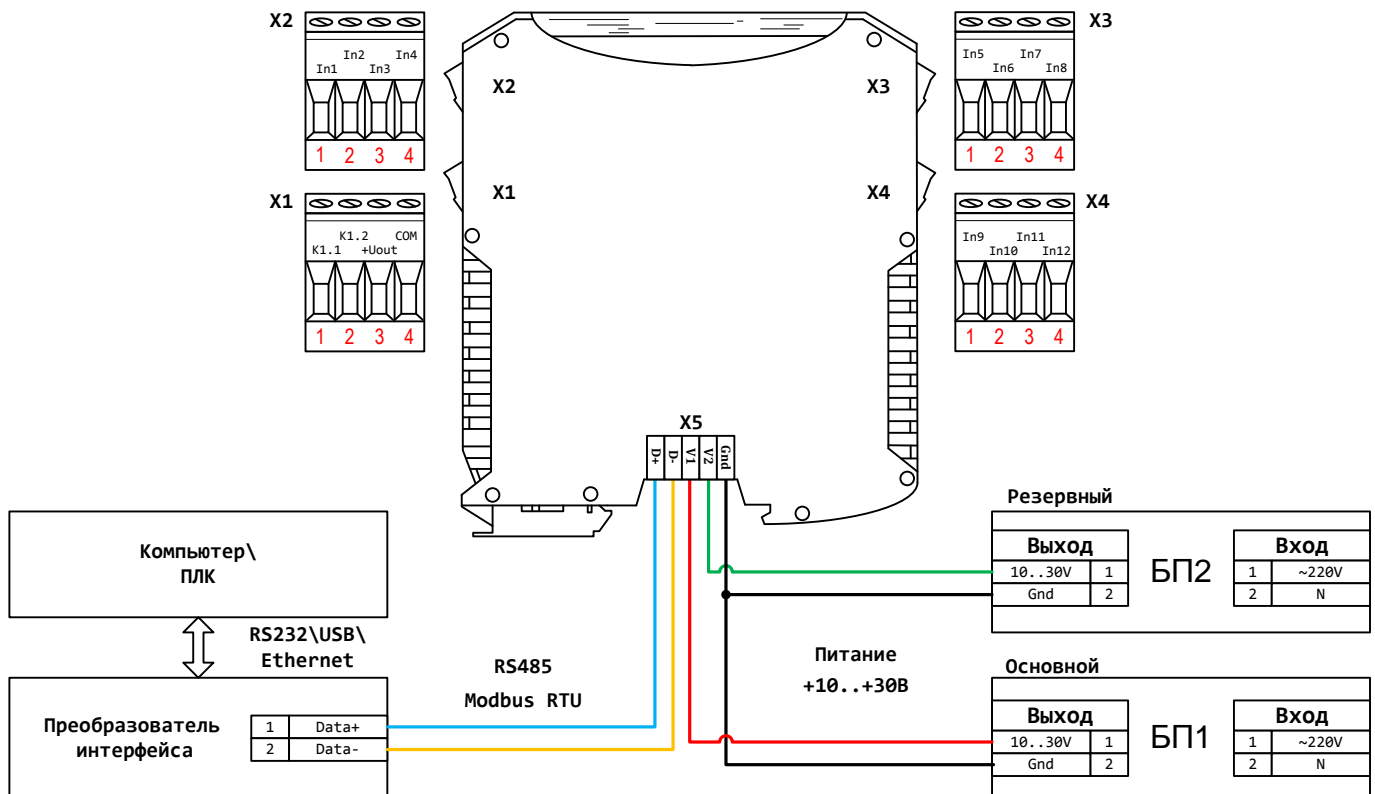 X2
In2 In4
In1 In3
1 2 3 4
X1
K1.2 COM
K1.1 +Uout
1 2 3 4
X2
X3
X1
X4
X3
In5 In7
In6 In8
1 2 3 4
X4
In9 In11
In10 In12
1 2 3 4
X5
D+ D- V1 V2 Gnd
Компьютер\
ПЛК
RS232\USB\
Ethernet
Преобразователь
интерфейса
1 Data+
2 Data-
RS485
Modbus RTU
Питание
+10..+30В
Резервный
Выход
10..30V 1
Gnd 2
БП2
Вход
1 ~220V
2 N
Основной
Выход
10..30V 1
Gnd 2
БП1
Вход
1 ~220V
2 N